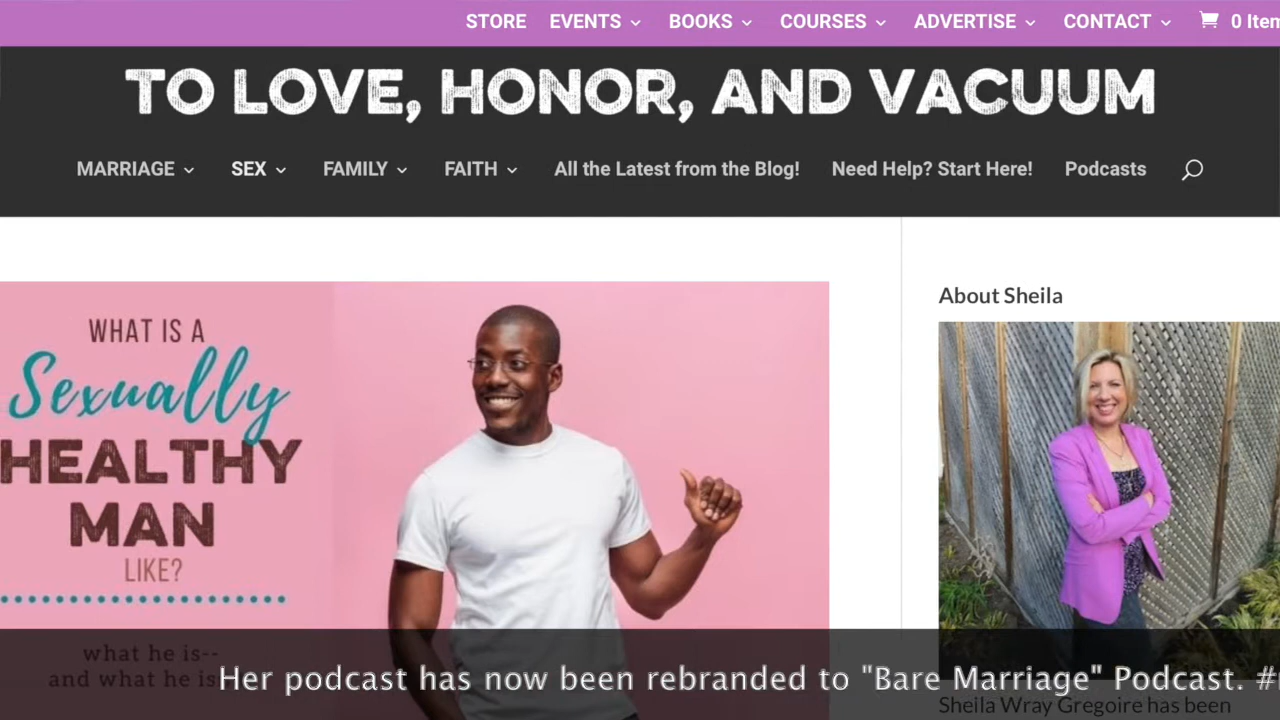 STORE EVENTS BOOKS COURSES ADVERTISE CONTACT 0 Item
TO LOVE, HONOR, AND VACUUM
MARRIAGE SEX FAMILY FAITH All the Latest from the Blog! Need Help? Start Here! Podcasts
About Sheila
WHAT IS A
Sexually
HEALTHY
MAN
LIKE?
what he is--
and what he is
Her podcast has now been rebranded to "Bare Marriage" Podcast. #
Sheila Wray Gregoire has been